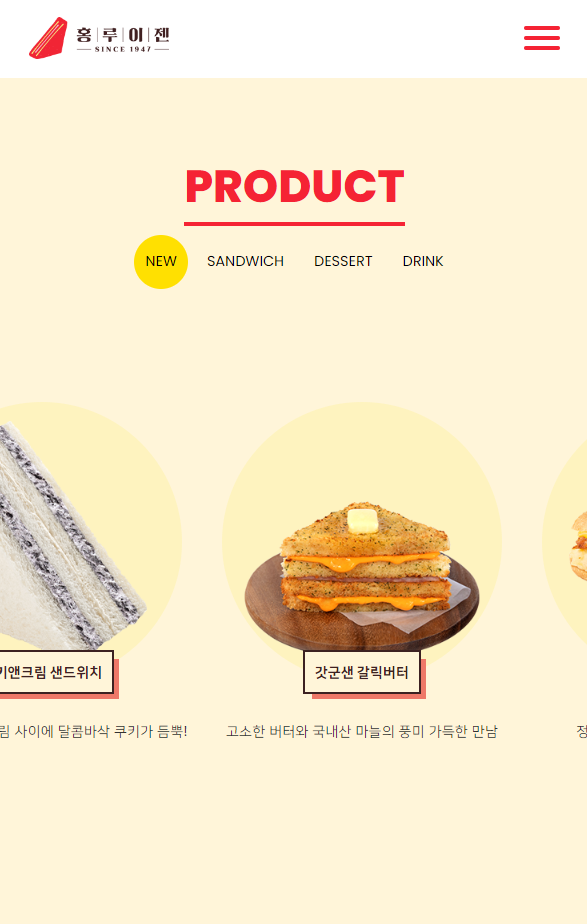 홍루이젠
SINCE 1947
PRODUCT
NEW SANDWICH DESSERT DRINK
키앤크림 샌드위치
갓군샌 갈릭버터
림 사이에 달콤바삭 쿠키가 듬뿍!
고소한 버터와 국내산 마늘의 풍미 가득한 만남
정